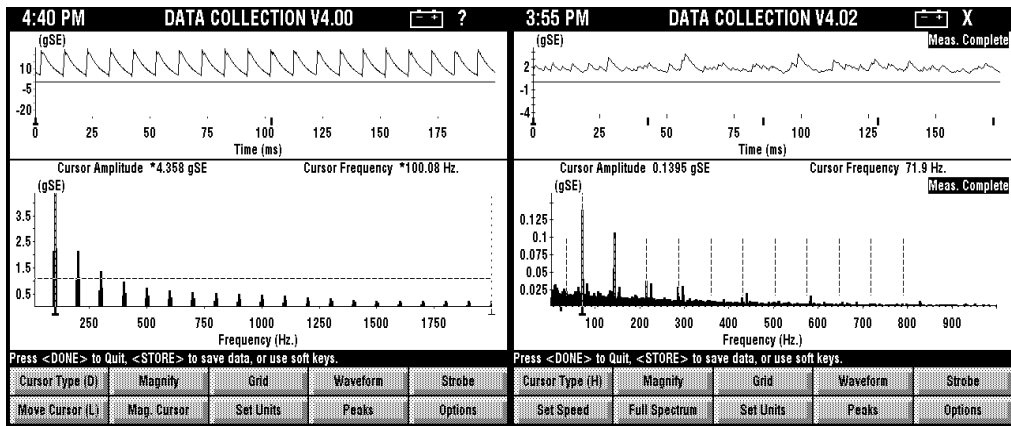 4:40 PM DATA COLLECTION V4.00 - + ?
(gSE)
10
-5
-20
0 25 50 75 100 125 150 175
Time (ms)
Cursor Amplitude *4.358 gSE Cursor Frequency *100.08 Hz.
(gSE)
3.5
2.5
1.5
0.5
250 500 750 1000 1250 1500 1750
Frequency (Hz.)
Press <DONE> to Quit, <STORE> to save data, or use soft keys.
Cursor Type (D) Magnify Grid Waveform Strobe
Move Cursor (L) Mag. Cursor Set Units Peaks Options
3:55 PM DATA COLLECTION V4.02 - + X
(gSE) Meas. Complete
2
-1
-4
0 25 50 75 100 125 150
Time (ms)
Cursor Amplitude 0.1395 gSE Cursor Frequency 71.9 Hz.
(gSE) Meas. Complete
0.125
0.1
0.075
0.05
0.025
100 200 300 400 500 600 700 800 900
Frequency (Hz.)
Press <DONE> to Quit, <STORE> to save data, or use soft keys.
Cursor Type (H) Magnify Grid Waveform Strobe
Set Speed Full Spectrum Set Units Peaks Options